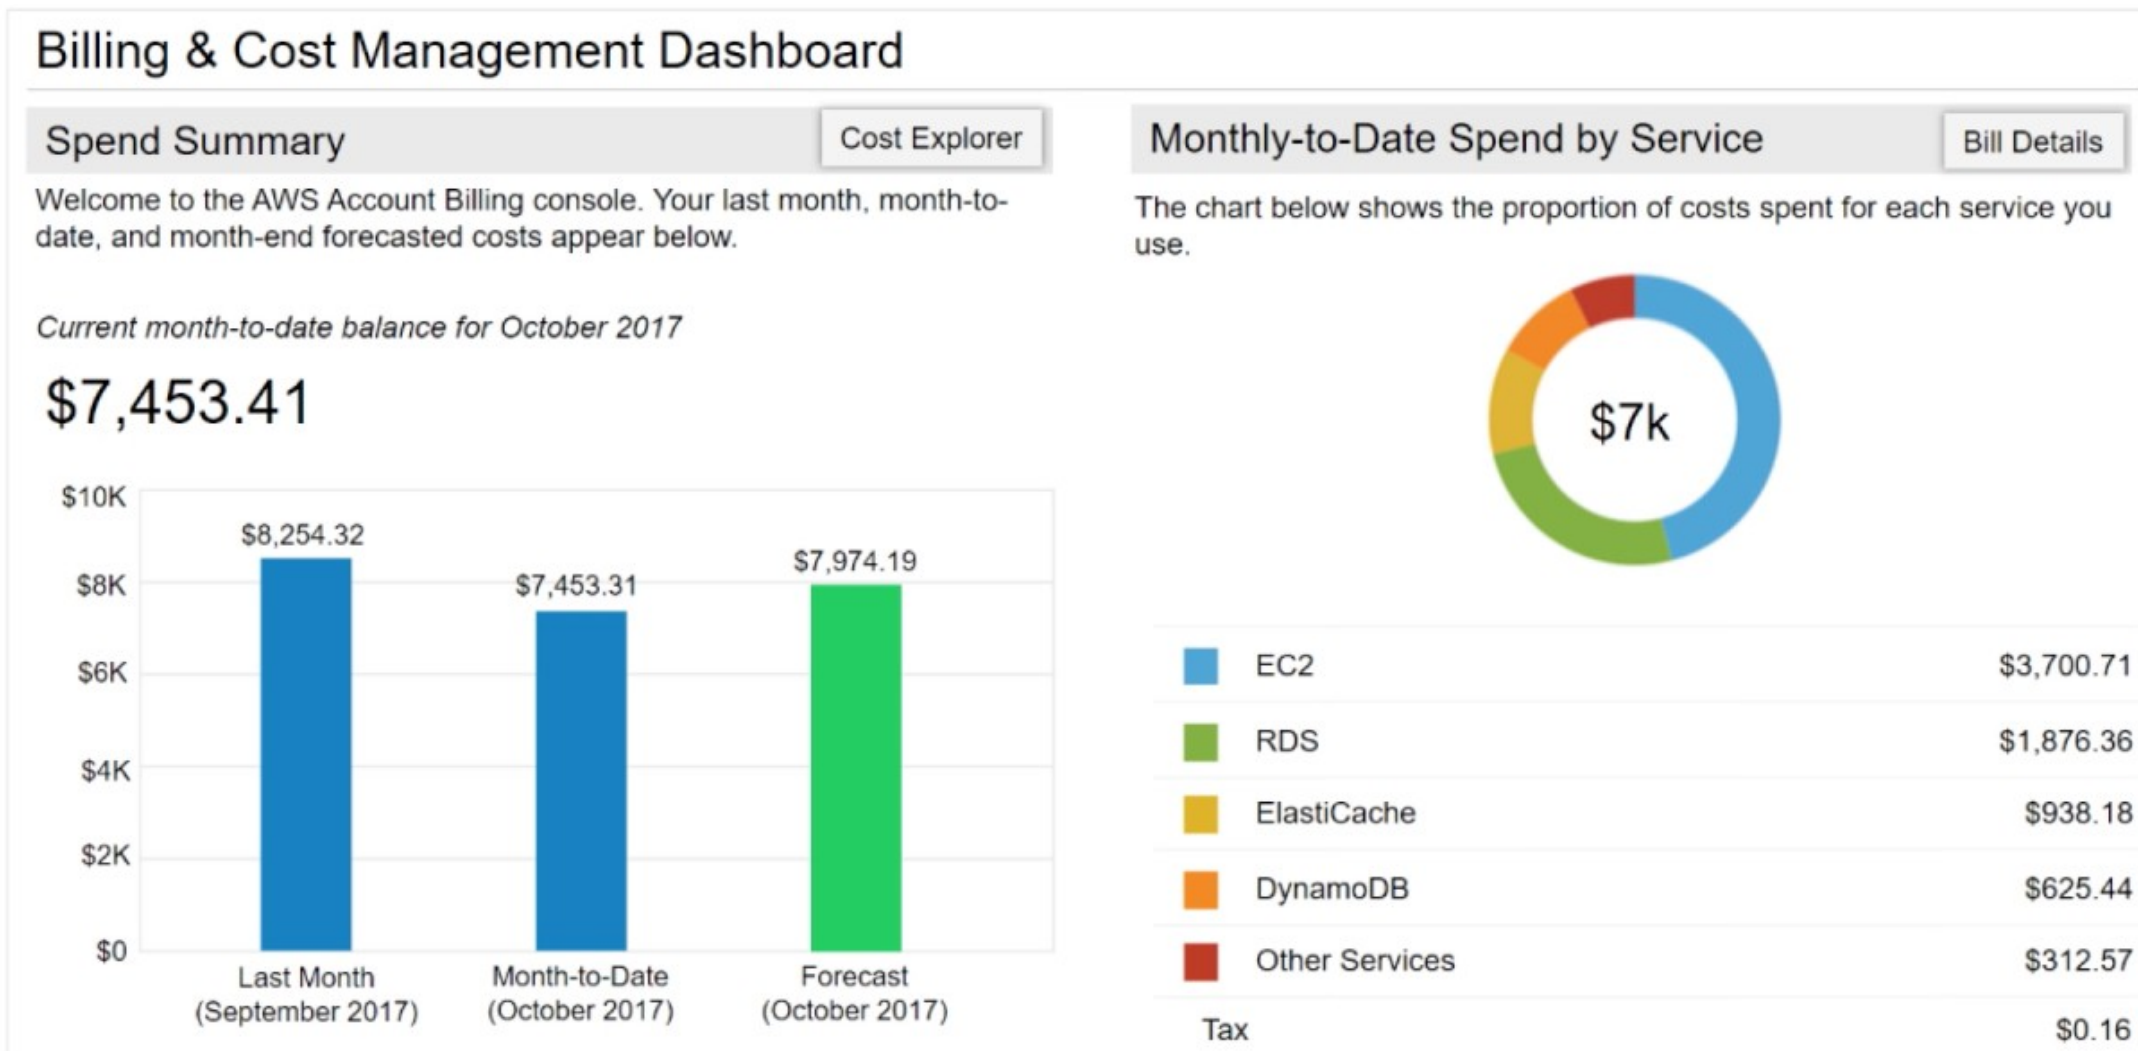 Billing & Cost Management Dashboard
Spend Summary
Cost Explorer
Welcome to the AWS Account Billing console. Your last month, month-to-
date, and month-end forecasted costs appear below.
Current month-to-date balance for October 2017
$7,453.41
$10K
$8K
$6K
$4K
$2K
$0
$8,254.32
$7,453.31
$7,974.19
Last Month
(September 2017)
Month-to-Date
(October 2017)
Forecast
(October 2017)
Monthly-to-Date Spend by Service
Bill Details
The chart below shows the proportion of costs spent for each service you
use.
$7k
EC2 $3,700.71
RDS $1,876.36
ElastiCache $938.18
DynamoDB $625.44
Other Services $312.57
Tax $0.16